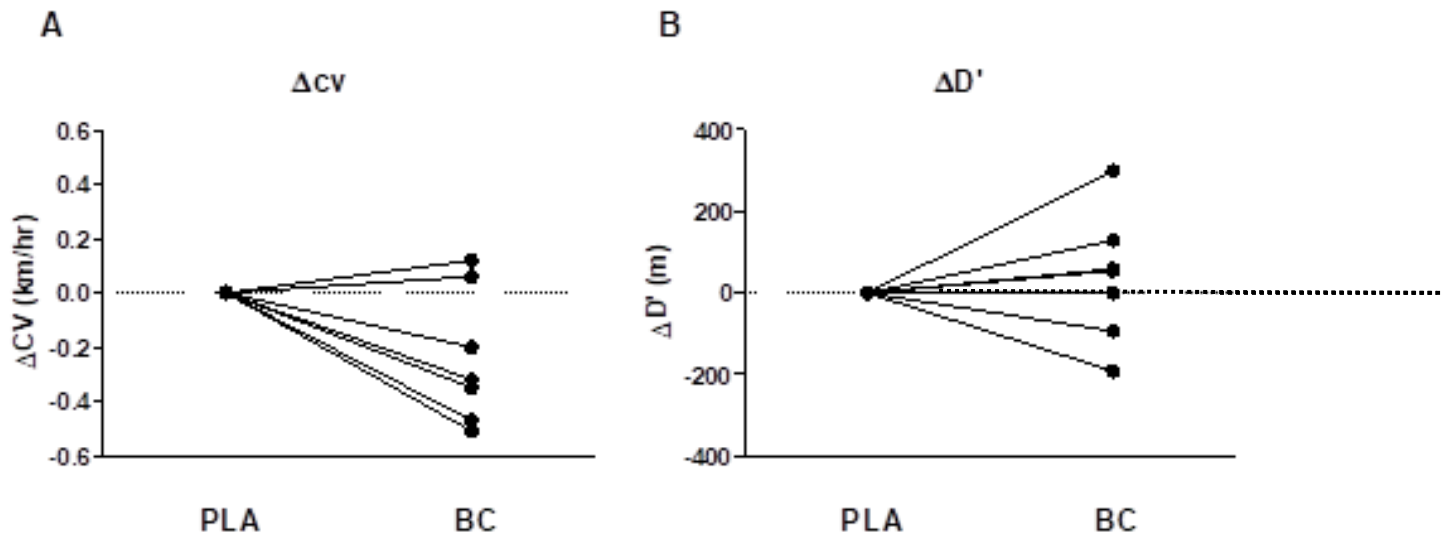 A
ΔCV
0.6
0.4
0.2
0.0
-0.2
-0.4
-0.6
ΔCV (km/hr)
PLA BC
B
ΔD'
400
200
0
-200
-400
ΔD' (m)
PLA BC